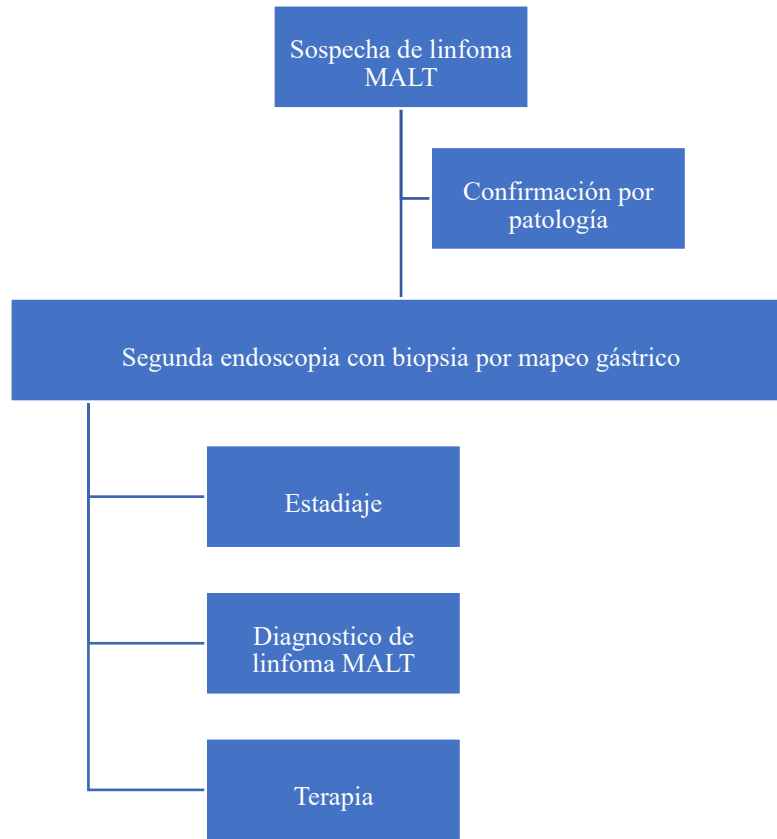 Sospecha de linfoma
MALT
Confirmación por
patología
Segunda endoscopia con biopsia por mapeo gástrico
Estadiaje
Diagnostico de
linfoma MALT
Terapia